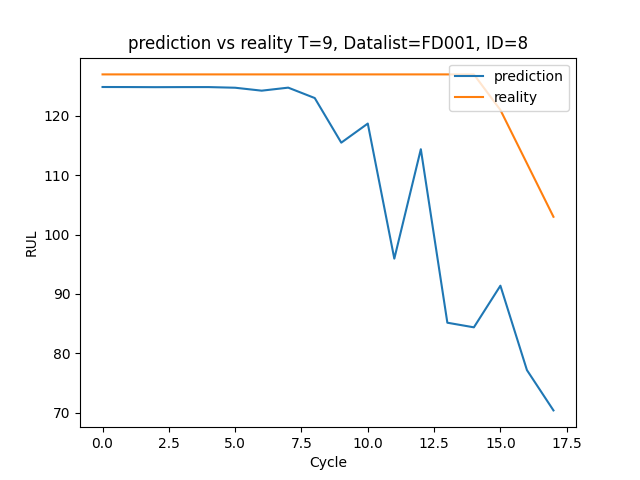 prediction vs reality T=9, Datalist=FD001, ID=8
prediction
reality
RUL
120
110
100
90
80
70
0.0 2.5 5.0 7.5 10.0 12.5 15.0 17.5
Cycle